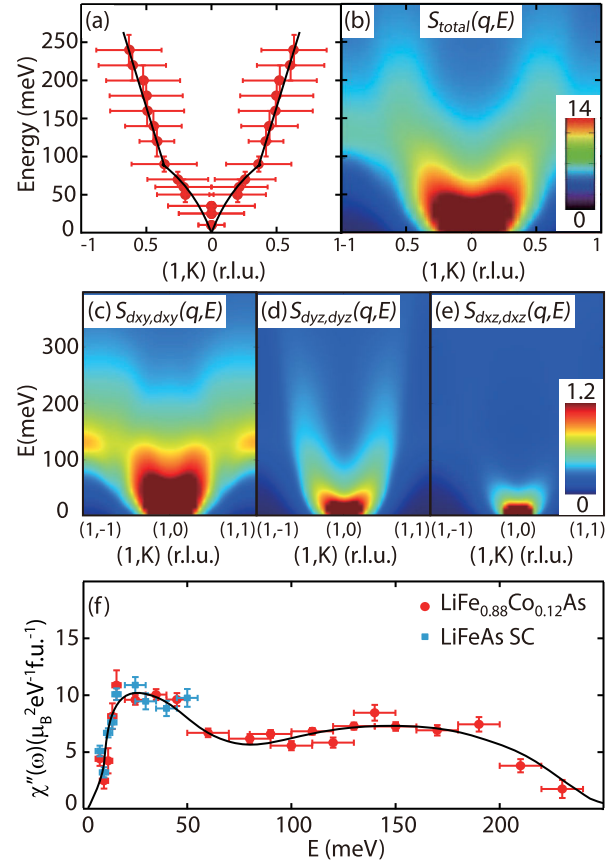 (a)
Energy (meV)
250
200
150
100
50
0
-1
0.5
0
0.5
1
(1,K) (r.l.u.)
(b) S_total(q,E)
14
0
-1
0.5
0
0.5
1
(1,K) (r.l.u.)
(c) S_dxy,dxy(q,E)
(d) S_dyz,dyz(q,E)
(e) S_dxz,dxz(q,E)
E(meV)
300
200
100
0
1.2
0
(1,-1) (1,0) (1,1)
(1,K) (r.l.u.)
(1,-1) (1,0) (1,1)
(1,K) (r.l.u.)
(1,-1) (1,0) (1,1)
(1,K) (r.l.u.)
(f)
LiFe0.88Co0.12As
LiFeAs SC
χ′′(ω)(μB²eV⁻¹f.u.⁻¹)
15
10
5
0
0 50 100 150 200
E (meV)